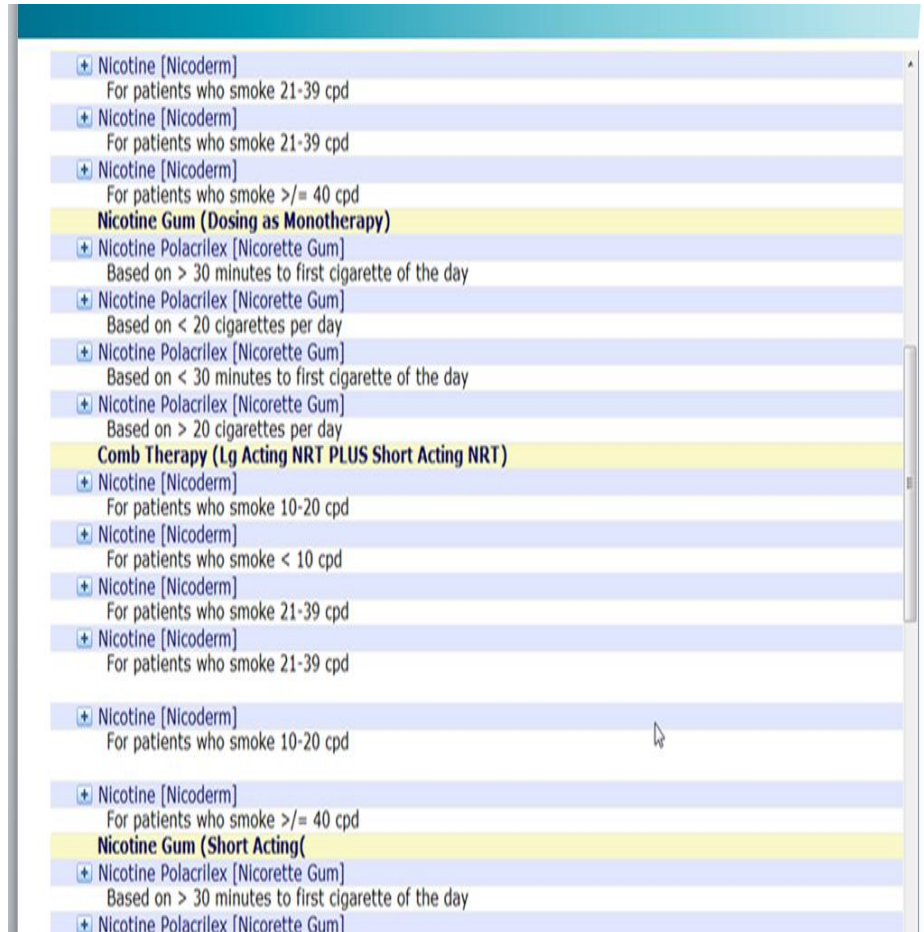 Nicotine [Nicoderm]
For patients who smoke 21-39 cpd
Nicotine [Nicoderm]
For patients who smoke 21-39 cpd
Nicotine [Nicoderm]
For patients who smoke >/= 40 cpd
Nicotine Gum (Dosing as Monotherapy)
Nicotine Polacrilex [Nicorette Gum]
Based on > 30 minutes to first cigarette of the day
Nicotine Polacrilex [Nicorette Gum]
Based on < 20 cigarettes per day
Nicotine Polacrilex [Nicorette Gum]
Based on < 30 minutes to first cigarette of the day
Nicotine Polacrilex [Nicorette Gum]
Based on > 20 cigarettes per day
Comb Therapy (Lg Acting NRT PLUS Short Acting NRT)
Nicotine [Nicoderm]
For patients who smoke 10-20 cpd
Nicotine [Nicoderm]
For patients who smoke < 10 cpd
Nicotine [Nicoderm]
For patients who smoke 21-39 cpd
Nicotine [Nicoderm]
For patients who smoke 21-39 cpd
Nicotine [Nicoderm]
For patients who smoke 10-20 cpd
Nicotine [Nicoderm]
For patients who smoke >/= 40 cpd
Nicotine Gum (Short Acting(
Nicotine Polacrilex [Nicorette Gum]
Based on > 30 minutes to first cigarette of the day
Nicotine Polacrilex [Nicorette Gum]